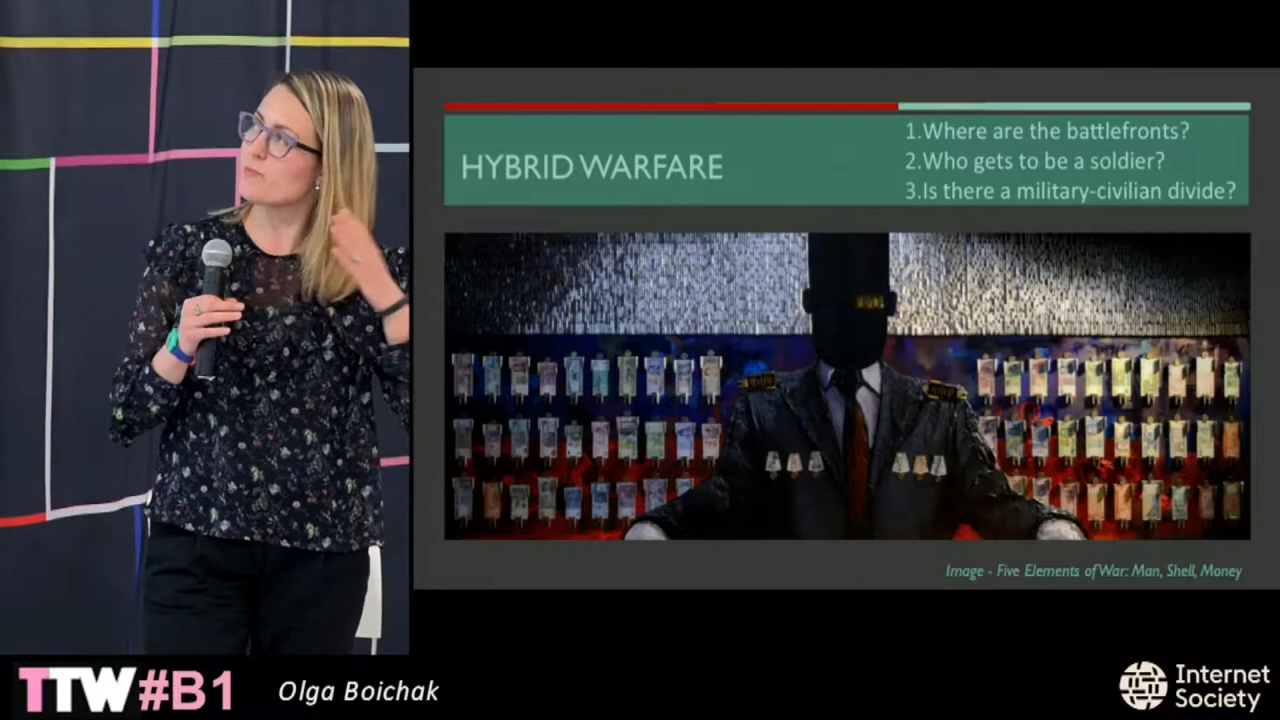 HYBRID WARFARE
1.Where are the battlefronts?
2.Who gets to be a soldier?
3.Is there a military-civilian divide?
Image - Five Elements of War: Man, Shell, Money
TTW#B1
Olga Boichak
Internet
Society